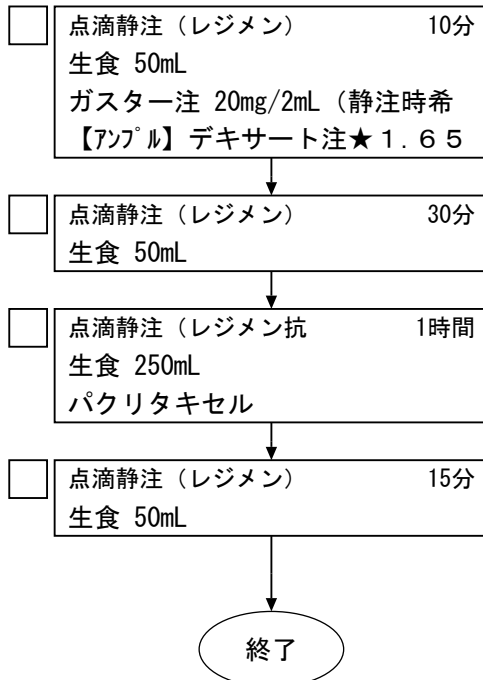 点滴静注（レジメン） 10分
生食 50mL
ガスター注 20mg/2mL（静注時希
【ｱﾝﾌﾟﾙ】デキサート注★１.６５
点滴静注（レジメン） 30分
生食 50mL
点滴静注（レジメン抗 1時間
生食 250mL
パクリタキセル
点滴静注（レジメン） 15分
生食 50mL
終了